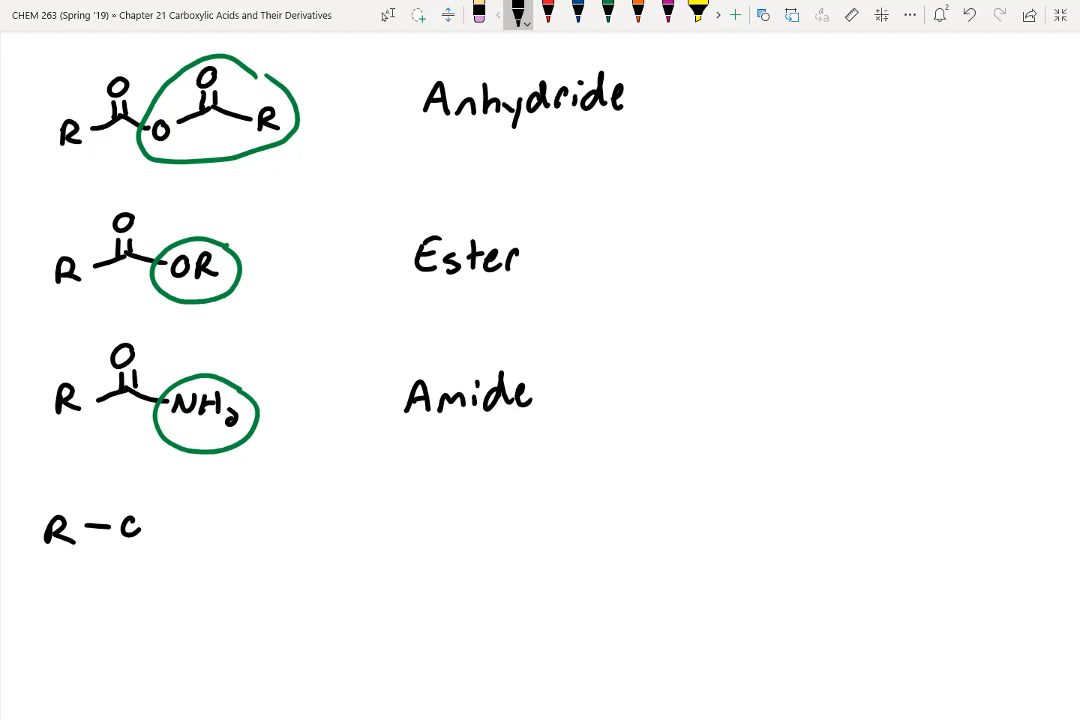 CHEM 263 (Spring '19) » Chapter 21 Carboxylic Acids and Their Derivatives
O O
R O R Anhydride
O
R OR Ester
O
R NH2 Amide
R - C